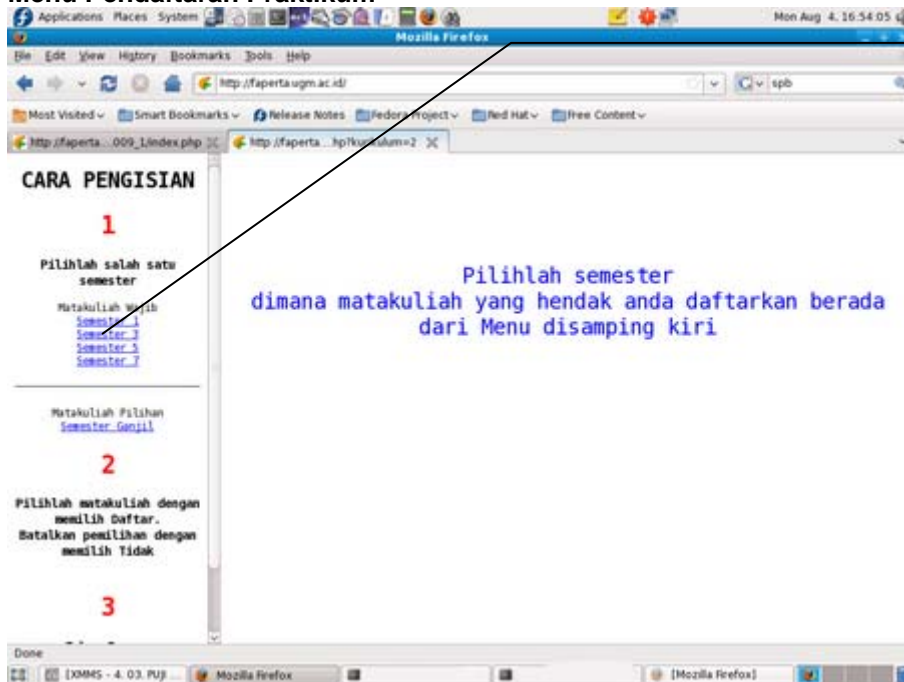 Menu Pendaftaran Praktikum
Applications Places System
Mon Aug 4, 16:54:05
Mozilla Firefox
File Edit View History Bookmarks Tools Help
http://faperta.ugm.ac.id/
spb
Most Visited Smart Bookmarks Release Notes Fedora Project Red Hat Free Content
http://faperta...009_1/index.php
http://faperta...hp?kurikulum=2
CARA PENGISIAN
1
Pilihlah salah satu
semester
Matakuliah Wajib
Semester 1
Semester 3
Semester 5
Semester 7
Matakuliah Pilihan
Semester Ganjil
2
Pilihlah matakuliah dengan
memilih Daftar.
Batalkan pemilihan dengan
memilih Tidak
3
Pilihlah semester
dimana matakuliah yang hendak anda daftarkan berada
dari Menu disamping kiri
Done
[XMMS - 4. 03. PUJI ...
Mozilla Firefox
[Mozilla Firefox]